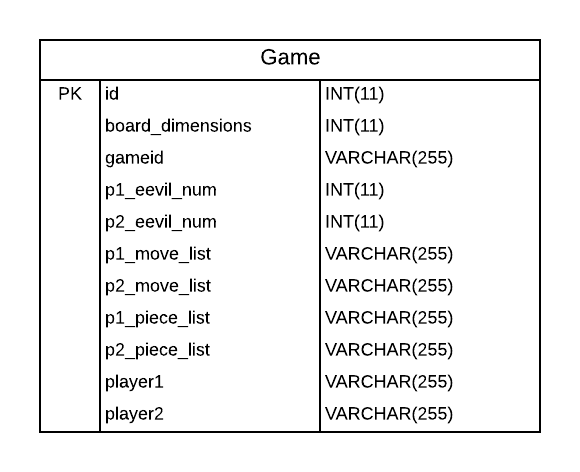 Game
PK id INT(11)
board_dimensions INT(11)
gameid VARCHAR(255)
p1_eevil_num INT(11)
p2_eevil_num INT(11)
p1_move_list VARCHAR(255)
p2_move_list VARCHAR(255)
p1_piece_list VARCHAR(255)
p2_piece_list VARCHAR(255)
player1 VARCHAR(255)
player2 VARCHAR(255)